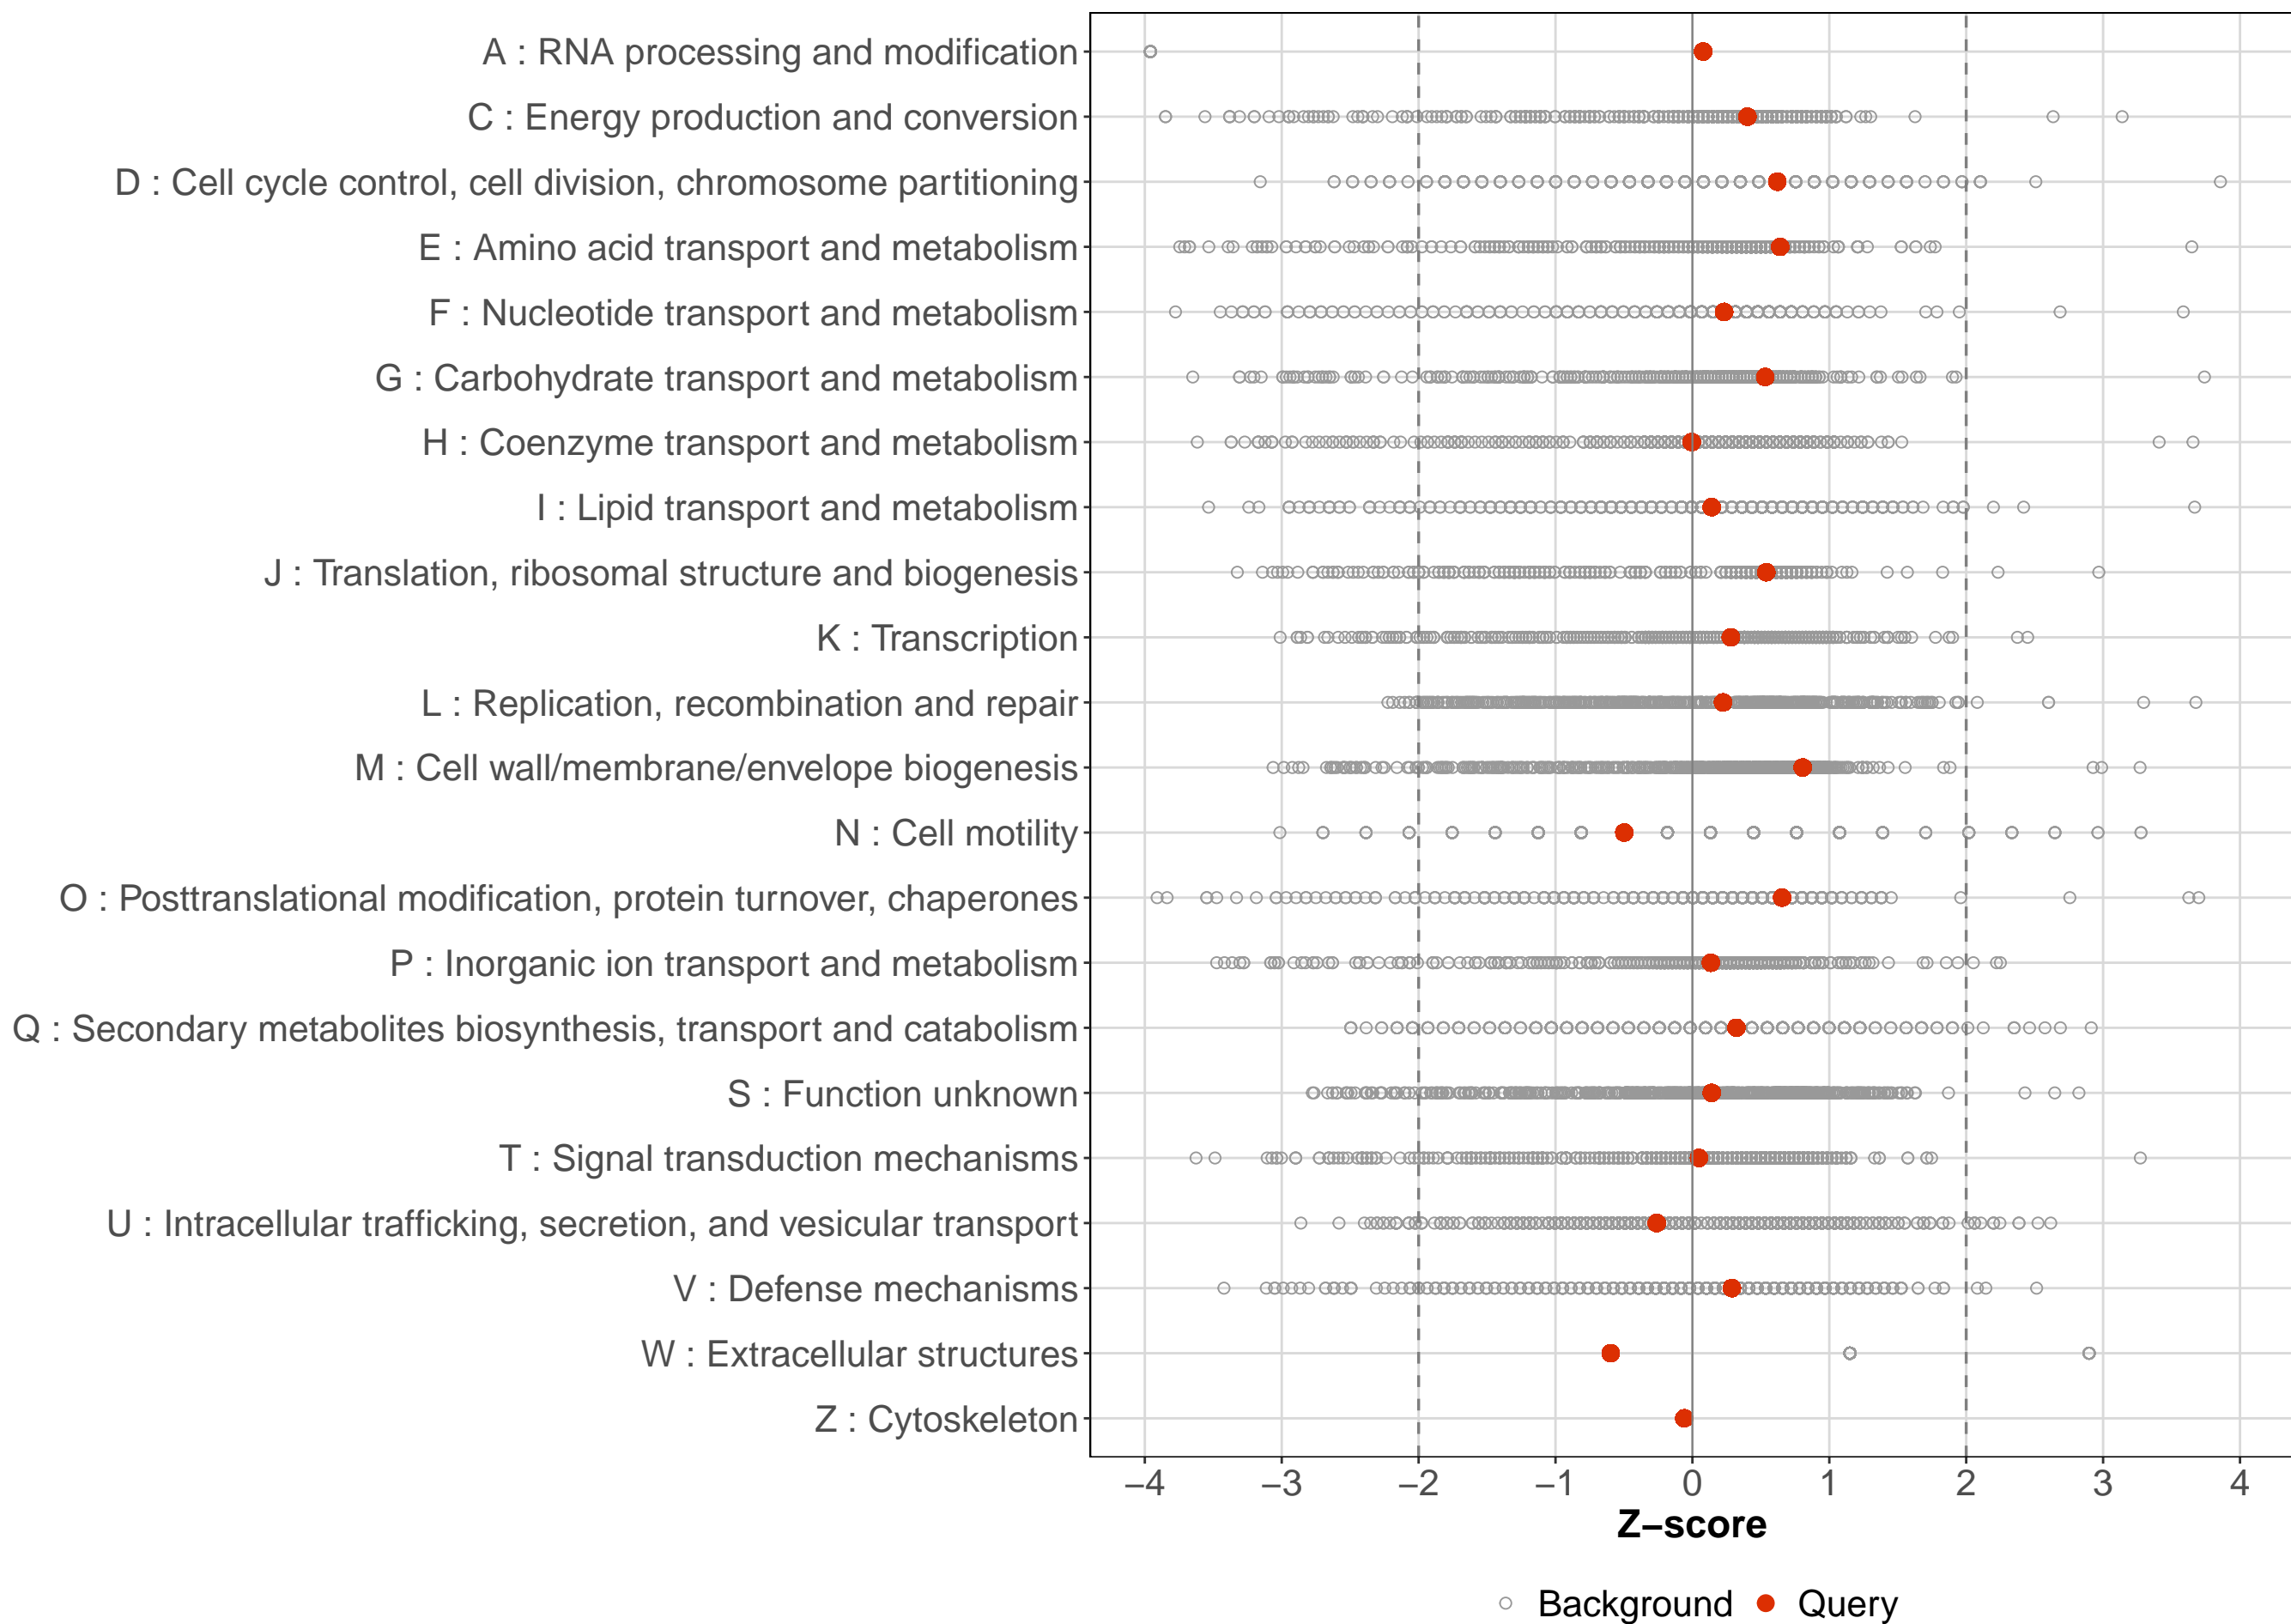 A : RNA processing and modification
C : Energy production and conversion
D : Cell cycle control, cell division, chromosome partitioning
E : Amino acid transport and metabolism
F : Nucleotide transport and metabolism
G : Carbohydrate transport and metabolism
H : Coenzyme transport and metabolism
I : Lipid transport and metabolism
J : Translation, ribosomal structure and biogenesis
K : Transcription
L : Replication, recombination and repair
M : Cell wall/membrane/envelope biogenesis
N : Cell motility
O : Posttranslational modification, protein turnover, chaperones
P : Inorganic ion transport and metabolism
Q : Secondary metabolites biosynthesis, transport and catabolism
S : Function unknown
T : Signal transduction mechanisms
U : Intracellular trafficking, secretion, and vesicular transport
V : Defense mechanisms
W : Extracellular structures
Z : Cytoskeleton
−4 −3 −2 −1 0 1 2 3 4
Z−score
Background Query